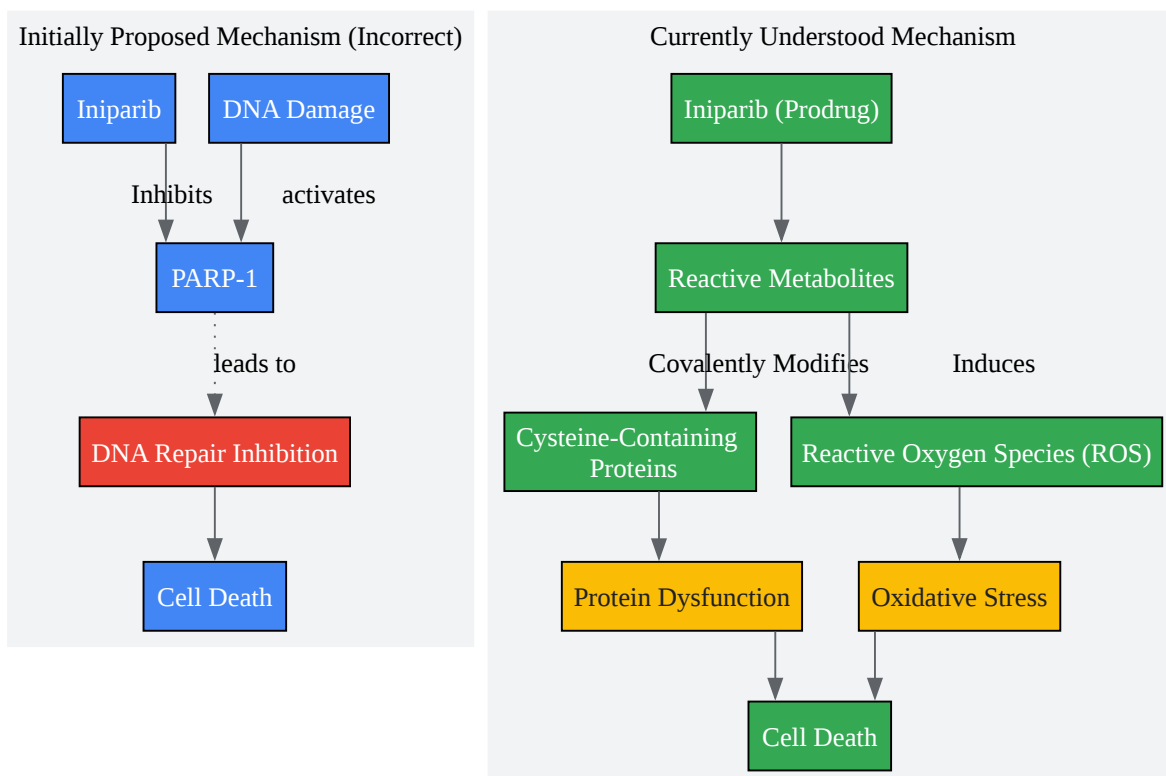 Initially Proposed Mechanism (Incorrect)
Iniparib
DNA Damage
Inhibits
activates
PARP-1
leads to
DNA Repair Inhibition
Cell Death
Currently Understood Mechanism
Iniparib (Prodrug)
Reactive Metabolites
Covalently Modifies
Induces
Cysteine-Containing
Proteins
Reactive Oxygen Species (ROS)
Protein Dysfunction
Oxidative Stress
Cell Death